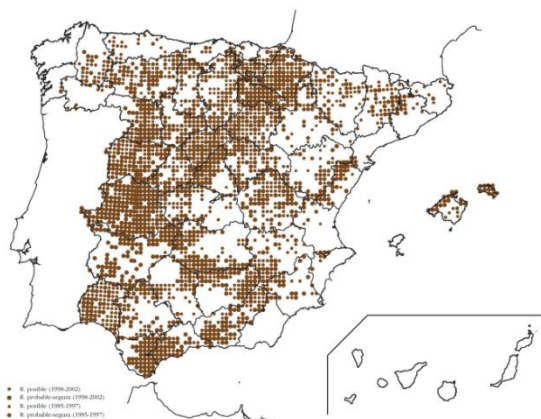 R. posible (1998-2002)
R. probable-segura (1998-2002)
R. posible (1985-1997)
R. probable-segura (1985-1997)